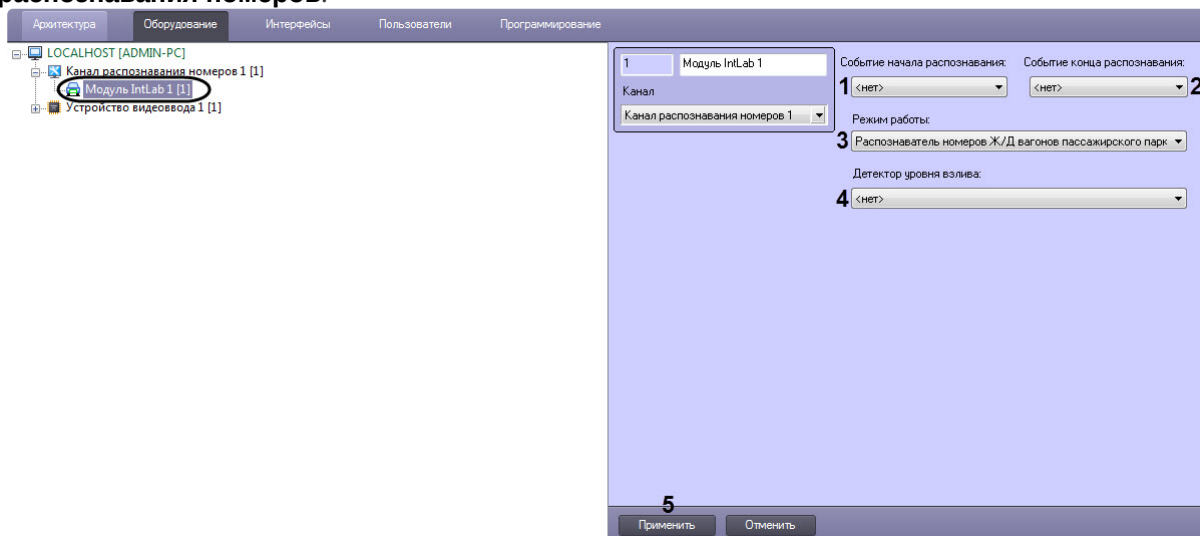 распознавания номеров.
Архитектура Оборудование Интерфейсы Пользователи Программирование
LOCALHOST [ADMIN-PC]
Канал распознавания номеров 1 [1]
Модуль IntLab 1 [1]
Устройство видеоввода 1 [1]
1 Модуль IntLab 1
Канал
Канал распознавания номеров 1
Событие начала распознавания: Событие конца распознавания:
1 <нет> <нет> 2
Режим работы:
3 Распознаватель номеров Ж/Д вагонов пассажирского парк
Детектор уровня взлива:
4 <нет>
5
Применить Отменить